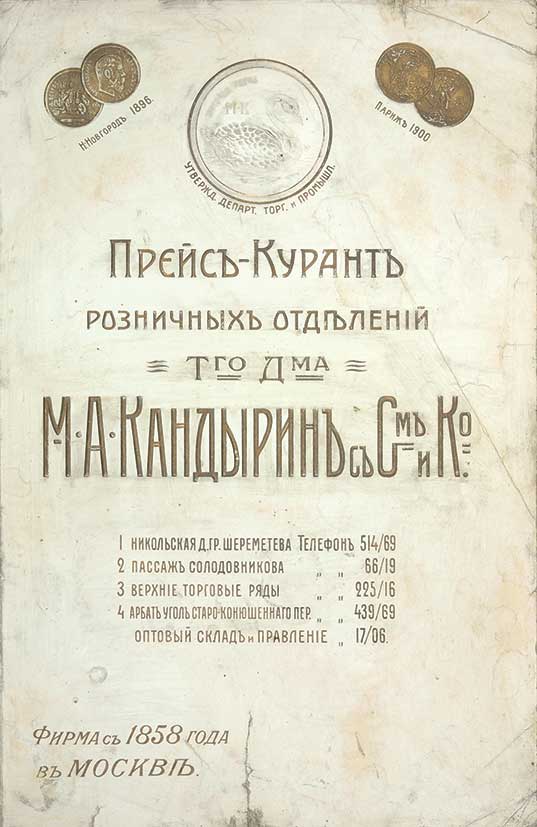 Н.НОВГОРОДЪ 1896.
М·К
УТВЕРЖД. ДЕПАРТ. ТОРГ. И ПРОМЫШЛ.
ПАРИЖЪ 1900
ПРЕЙСЪ-КУРАНТЪ
РОЗНИЧНЫХЪ ОТДѢЛЕНІЙ
ТГО ДМА
М·А·КАНДЫРИНЪ СЪ СМЪ И КО.
1 НИКОЛЬСКАЯ Д. ГР. ШЕРЕМЕТЕВА ТЕЛЕФОНЪ 514/69
2 ПАССАЖЪ СОЛОДОВНИКОВА „ „ 66/19
3 ВЕРХНІЕ ТОРГОВЫЕ РЯДЫ „ „ 225/16
4 АРБАТЪ УГОЛЪ СТАРО-КОНЮШЕННАГО ПЕР. „ „ 439/69
ОПТОВЫЙ СКЛАДЪ И ПРАВЛЕНІЕ „ 17/06.
ФИРМА СЪ 1858 ГОДА
ВЪ МОСКВѢ.